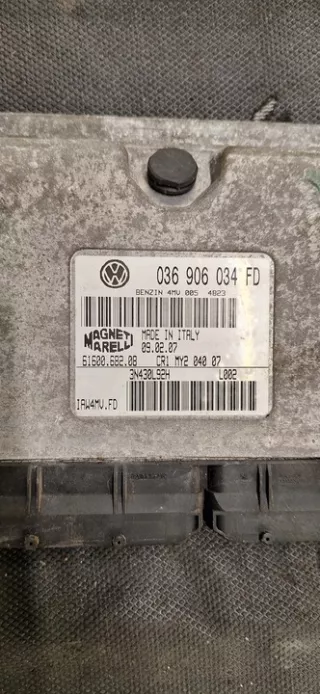 036 906 034 FD
BENZIN 4MV.005 4823
MAGNETI
MARELLI
MADE IN ITALY
09.02.07
61600.682.08 CR1 MY2 040 07
3N430L92H L002
IAW4MV.FD